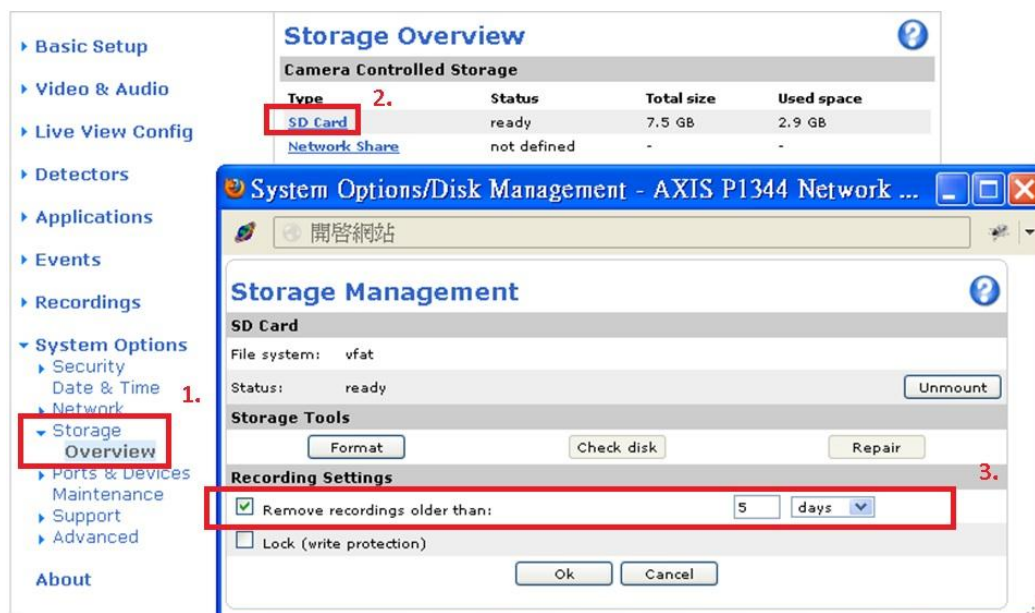 Basic Setup
Video & Audio
Live View Config
Detectors
Applications
Events
Recordings
System Options
Security
Date & Time
Network
Storage
Overview
Ports & Devices
Maintenance
Support
Advanced
About
1.
Storage Overview
Camera Controlled Storage
Type Status Total size Used space
2.
SD Card ready 7.5 GB 2.9 GB
Network Share not defined - -
System Options/Disk Management - AXIS P1344 Network ...
開啓網站
Storage Management
SD Card
File system: vfat
Status: ready Unmount
Storage Tools
Format Check disk Repair
Recording Settings
3.
Remove recordings older than: 5 days
Lock (write protection)
Ok Cancel